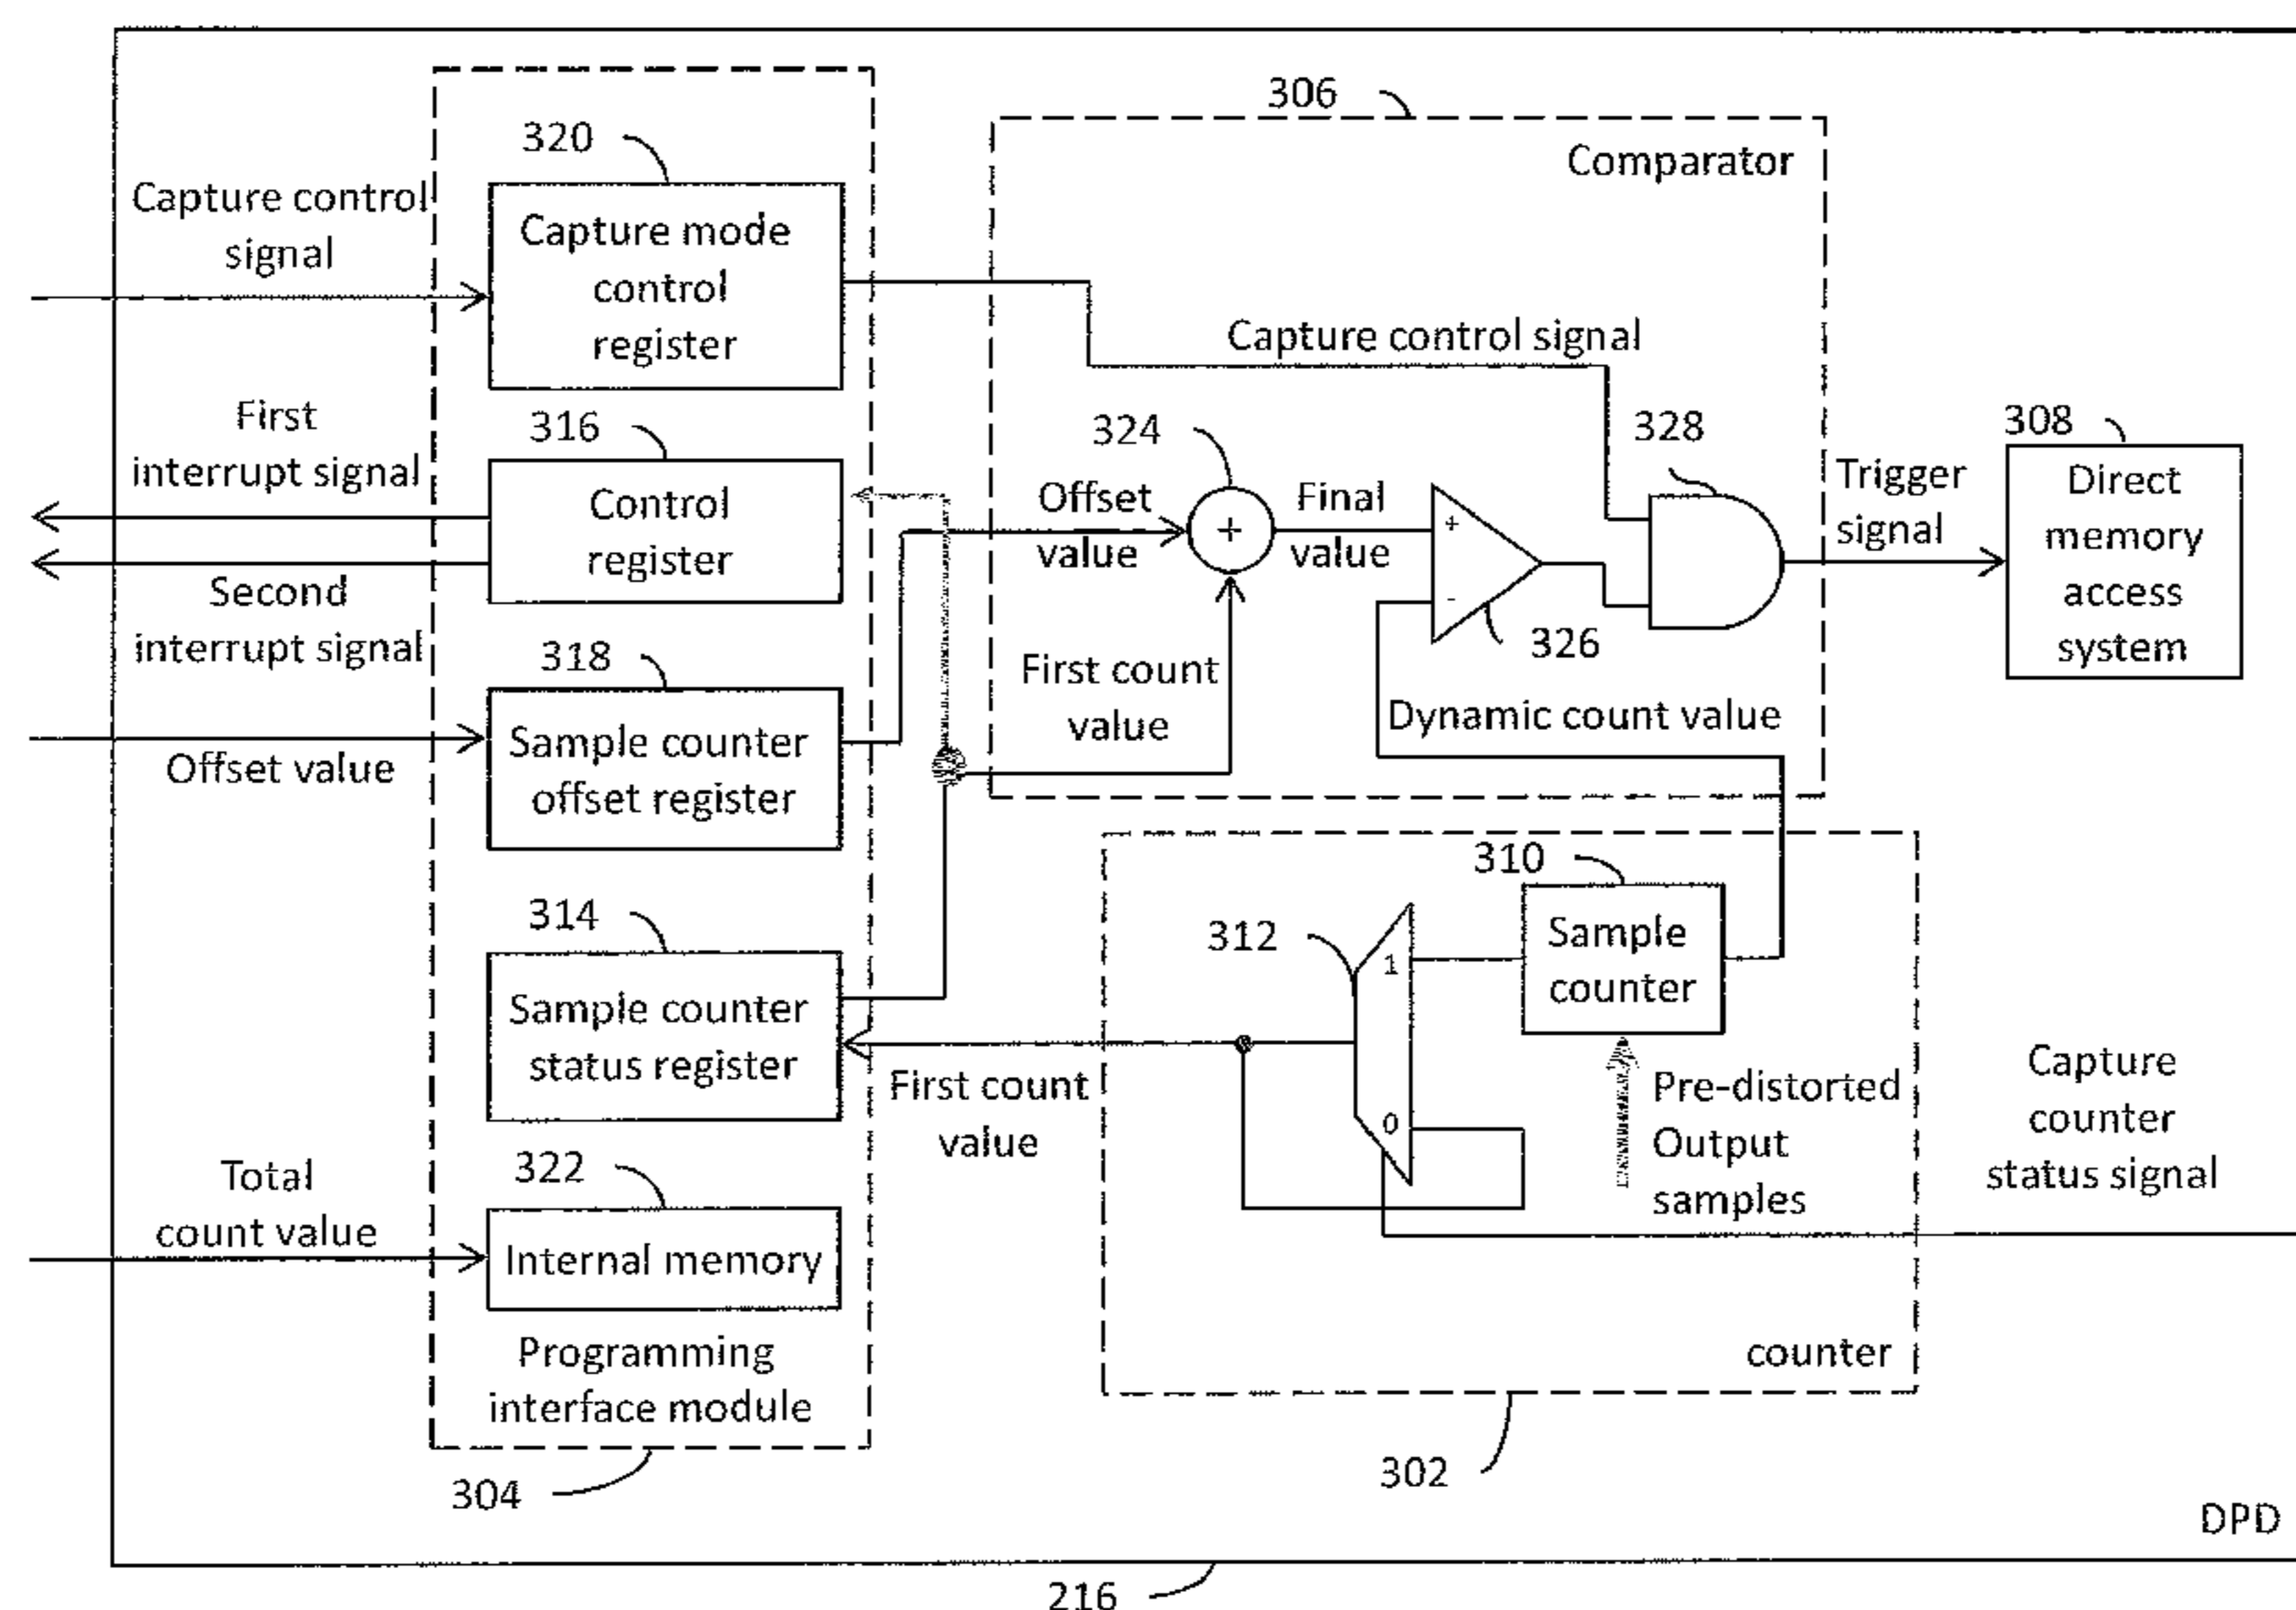 306
Comparator
320
Capture control
signal
Capture mode
control
register
Capture control signal
First
interrupt signal
316
Control
register
Second
interrupt signal
324
Offset
value
+
Final
value
+
-
326
328
Trigger
signal
308
Direct
memory
access
system
First count
value
Dynamic count value
318
Sample counter
offset register
Offset value
314
Sample counter
status register
First count
value
312
1
0
310
Sample
counter
Pre-distorted
Output
samples
Capture
counter
status signal
Total
count value
322
Internal memory
Programming
interface module
304
counter
302
DPD
216